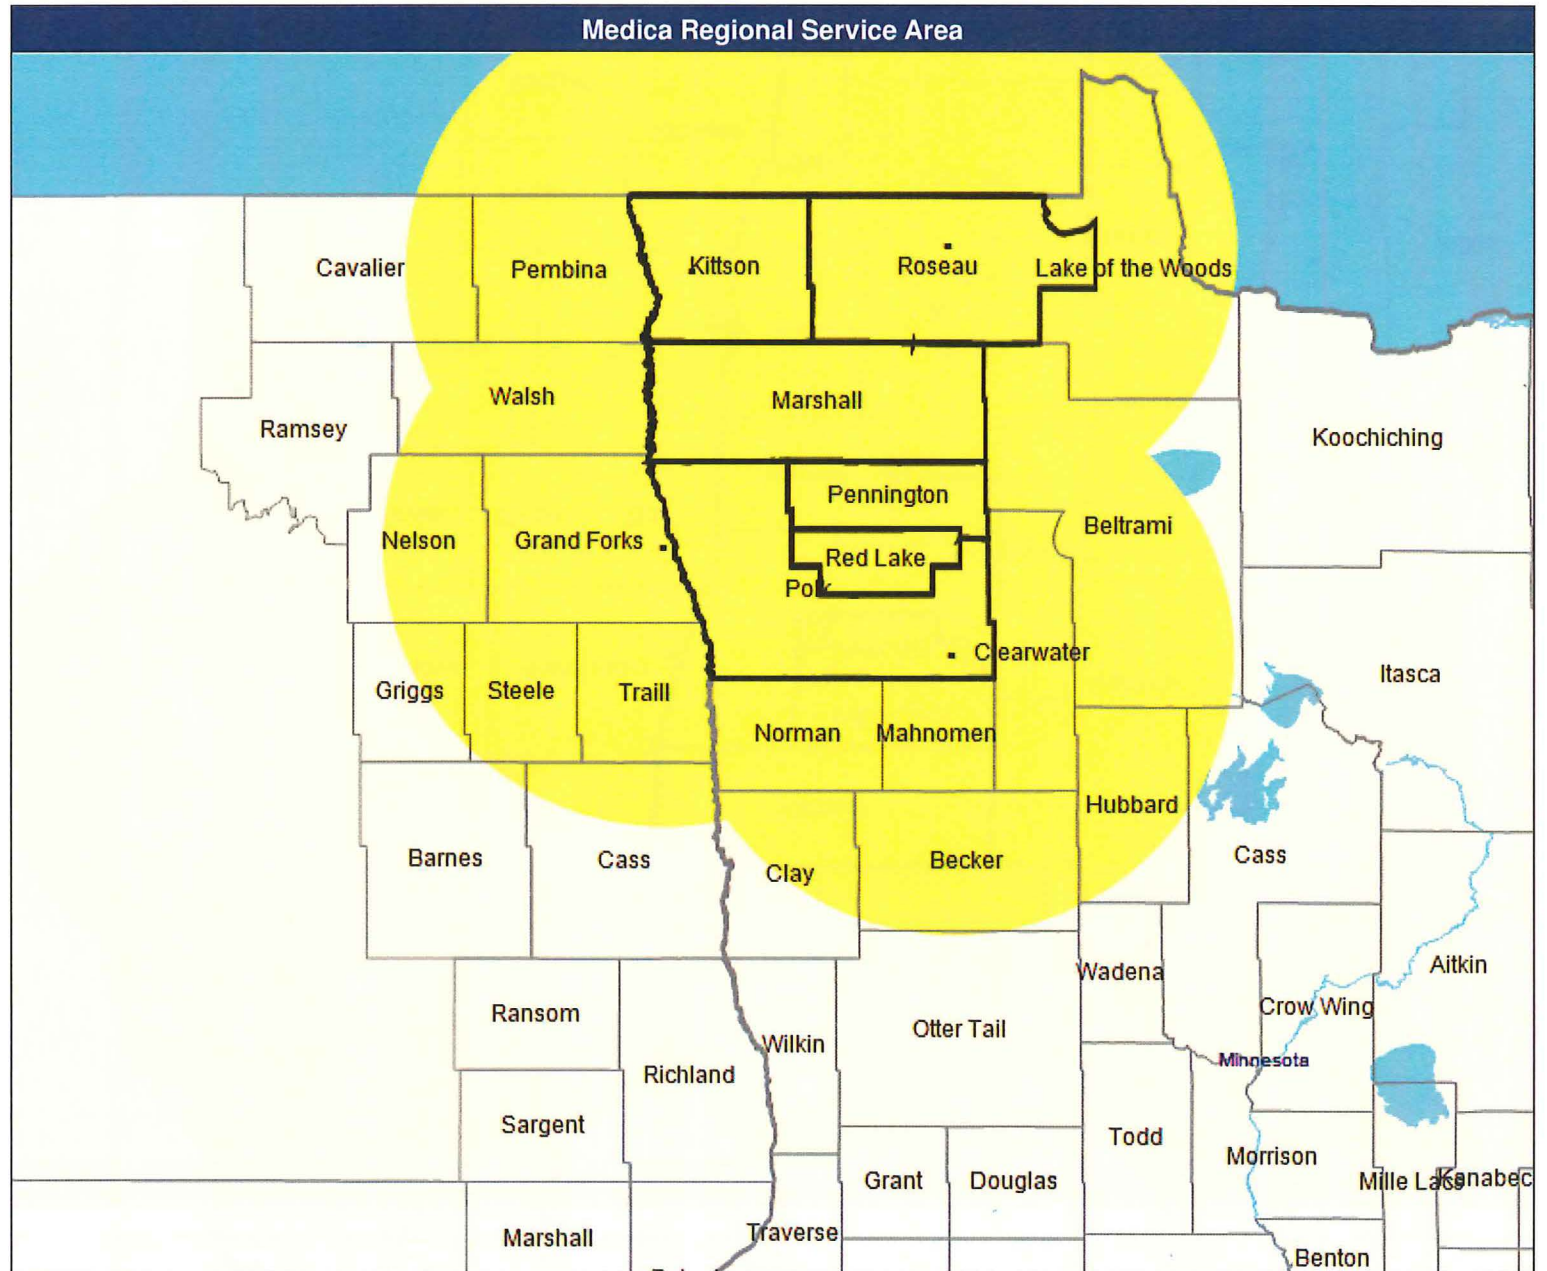 Medica Regional Service Area
Cavalier
Pembina
Kittson
Roseau
Lake of the Woods
Walsh
Marshall
Ramsey
Koochiching
Pennington
Nelson
Grand Forks
Beltrami
Red Lake
Polk
Clearwater
Griggs
Steele
Traill
Itasca
Norman
Mahnomen
Hubbard
Barnes
Cass
Clay
Becker
Cass
Wadena
Aitkin
Ransom
Otter Tail
Crow Wing
Wilkin
Minnesota
Richland
Sargent
Todd
Morrison
Grant
Douglas
Mille Lacs
Kanabec
Marshall
Traverse
Benton